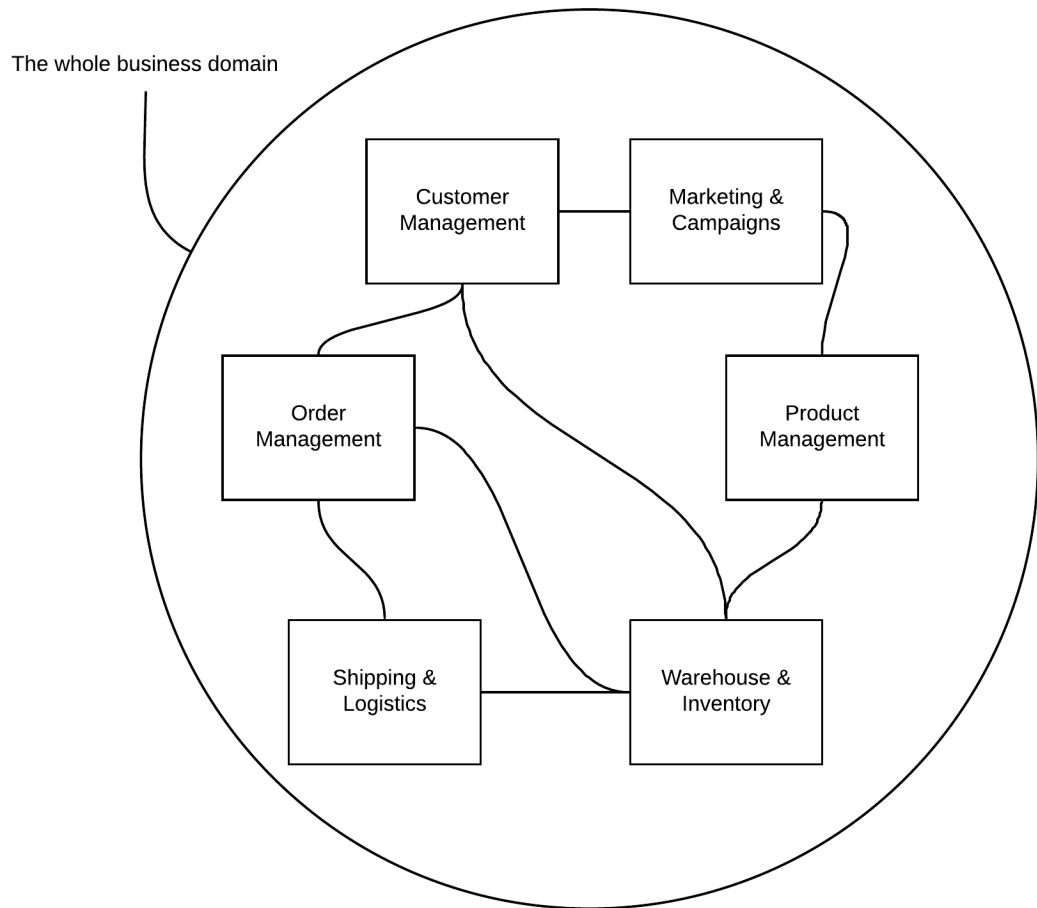 The whole business domain
Customer
Management
Marketing &
Campaigns
Order
Management
Product
Management
Shipping &
Logistics
Warehouse &
Inventory